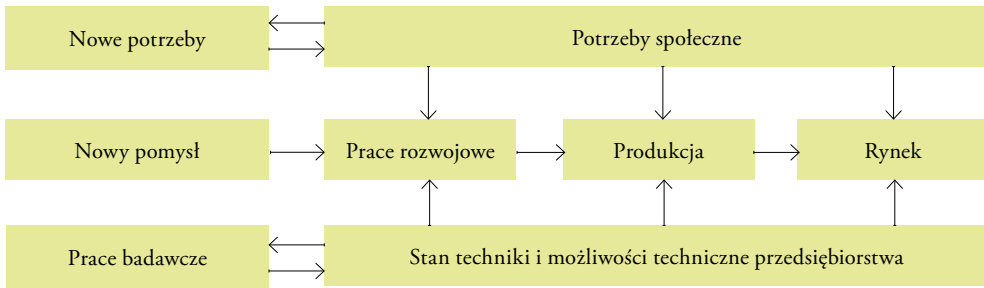 Nowe potrzeby
Potrzeby społeczne
Nowy pomysł
Prace rozwojowe
Produkcja
Rynek
Prace badawcze
Stan techniki i możliwości techniczne przedsiębiorstwa